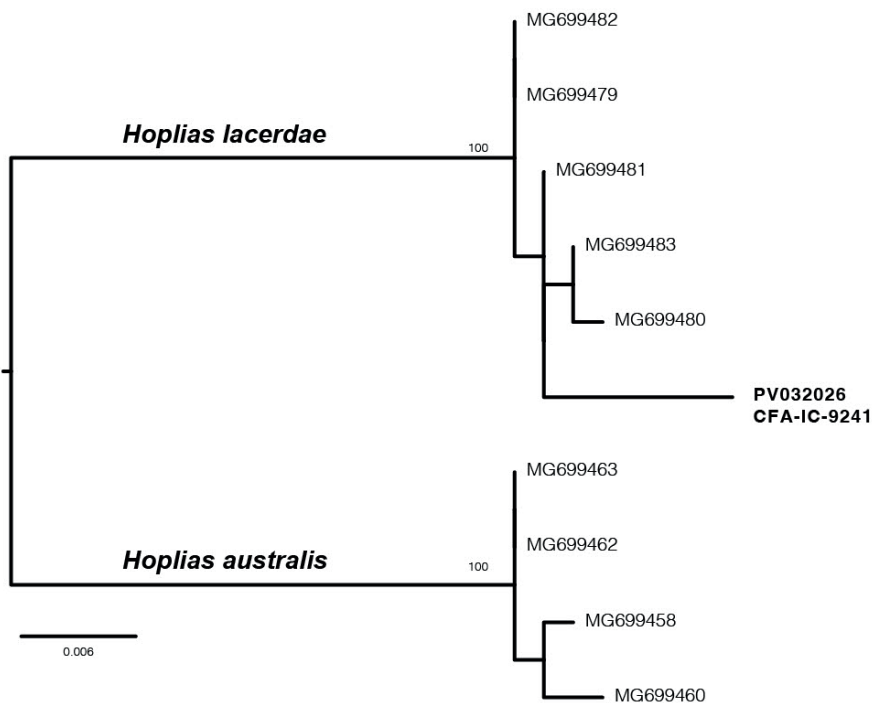 MG699482
MG699479
Hoplias lacerdae
100
MG699481
MG699483
MG699480
PV032026
CFA-IC-9241
MG699463
MG699462
Hoplias australis
100
MG699458
0.006
MG699460